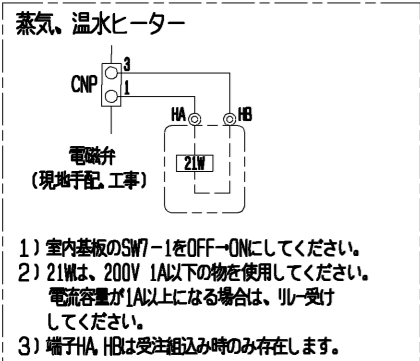 蒸気、温水ヒーター
3
CNP
1
HA
HB
電磁弁
21W
(現地手配、工事)
1)室内基板のSW7-1をOFF→ONにしてください。
2)21Wは、200V 1A以下の物を使用してください。
電流容量が1A以上になる場合は、リレー受け
してください。
3)端子HA、HBは受注組込み時のみ存在します。